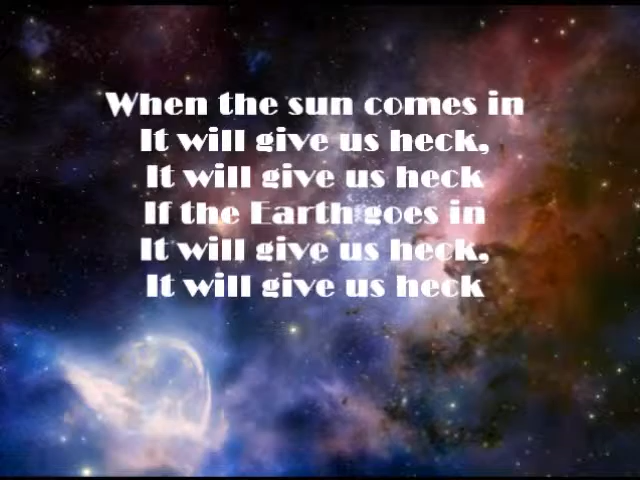 When the sun comes in
It will give us heck,
It will give us heck
If the Earth goes in
It will give us heck,
It will give us heck